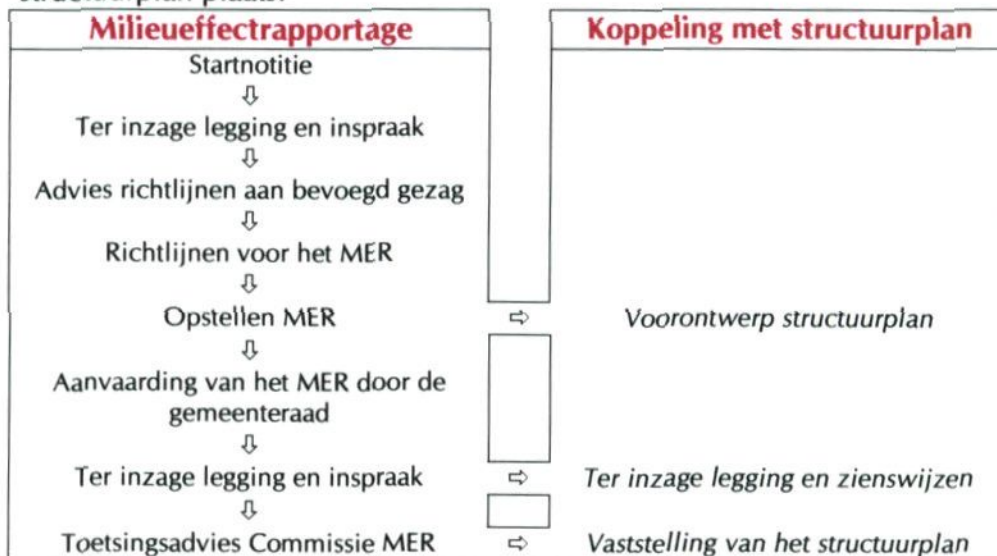 Milieueffectrapportage
Koppeling met structuurplan
Startnotitie
⇩
Ter inzage legging en inspraak
⇩
Advies richtlijnen aan bevoegd gezag
⇩
Richtlijnen voor het MER
⇩
Opstellen MER ⇨ Voorontwerp structuurplan
⇩
Aanvaarding van het MER door de
gemeenteraad
⇩
Ter inzage legging en inspraak ⇨ Ter inzage legging en zienswijzen
⇩
Toetsingsadvies Commissie MER ⇨ Vaststelling van het structuurplan